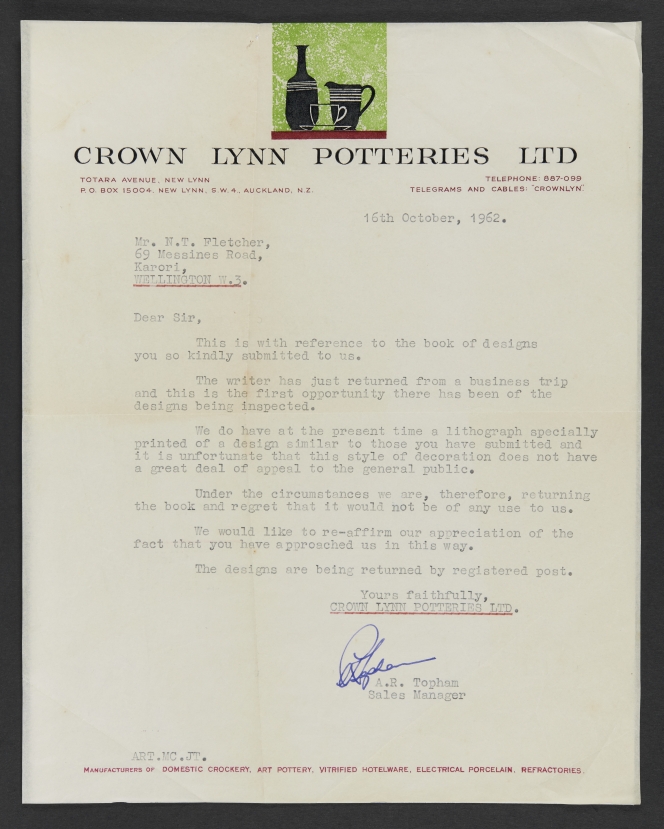 CROWN LYNN POTTERIES LTD
TOTARA AVENUE, NEW LYNN
P.O. BOX 15004, NEW LYNN, S.W.4., AUCKLAND, N.Z.
TELEPHONE: 887-099
TELEGRAMS AND CABLES: "CROWNLYN"
16th October, 1962.
Mr. N.T. Fletcher,
69 Messines Road,
Karori,
WELLINGTON W.3.
Dear Sir,
This is with reference to the book of designs
you so kindly submitted to us.
The writer has just returned from a business trip
and this is the first opportunity there has been of the
designs being inspected.
We do have at the present time a lithograph specially
printed of a design similar to those you have submitted and
it is unfortunate that this style of decoration does not have
a great deal of appeal to the general public.
Under the circumstances we are, therefore, returning
the book and regret that it would not be of any use to us.
We would like to re-affirm our appreciation of the
fact that you have approached us in this way.
The designs are being returned by registered post.
Yours faithfully,
CROWN LYNN POTTERIES LTD.
A.R. Topham
Sales Manager
ART.MC.JT.
MANUFACTURERS OF DOMESTIC CROCKERY, ART POTTERY, VITRIFIED HOTELWARE, ELECTRICAL PORCELAIN, REFRACTORIES.